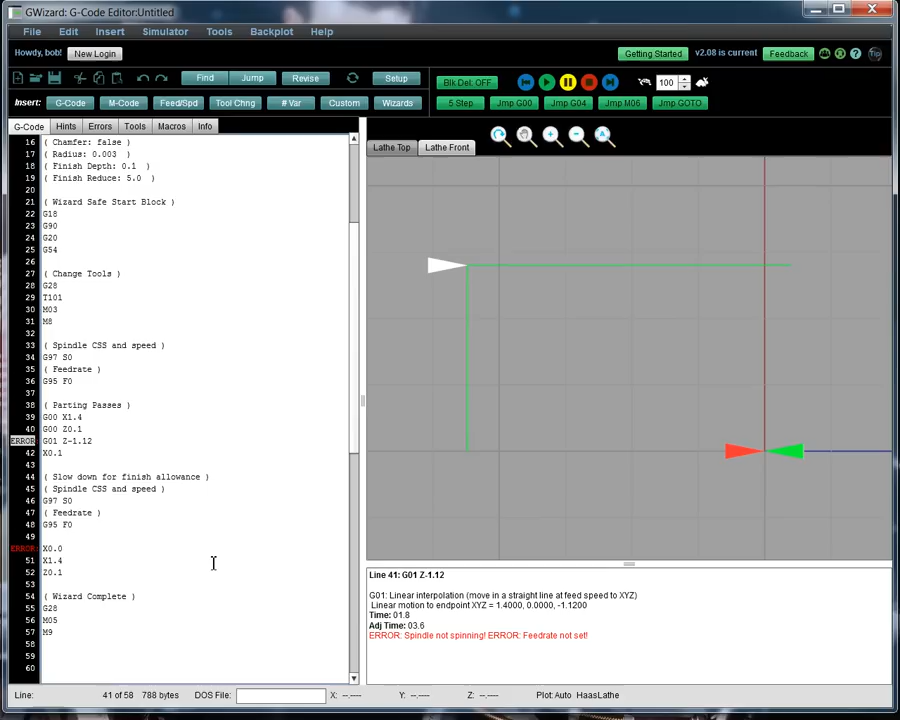 GWizard: G-Code Editor:Untitled
File Edit Insert Simulator Tools Backplot Help
Howdy, bob! New Login Getting Started v2.08 is current Feedback ? Tip
Find Jump Revise Setup Blk Del: OFF 100
Insert: G-Code M-Code Feed/Spd Tool Chng # Var Custom Wizards 5 Step Jmp G00 Jmp G04 Jmp M06 Jmp GOTO
G-Code Hints Errors Tools Macros Info
Lathe Top Lathe Front
16 ( Chamfer: false )
17 ( Radius: 0.003 )
18 ( Finish Depth: 0.1 )
19 ( Finish Reduce: 5.0 )
20
21 ( Wizard Safe Start Block )
22 G18
23 G90
24 G20
25 G54
26
27 ( Change Tools )
28 G28
29 T101
30 M03
31 M8
32
33 ( Spindle CSS and speed )
34 G97 S0
35 ( Feedrate )
36 G95 F0
37
38 ( Parting Passes )
39 G00 X1.4
40 G00 Z0.1
ERROR G01 Z-1.12
42 X0.1
43
44 ( Slow down for finish allowance )
45 ( Spindle CSS and speed )
46 G97 S0
47 ( Feedrate )
48 G95 F0
49
ERROR: X0.0
51 X1.4
52 Z0.1
53
54 ( Wizard Complete )
55 G28
56 M05
57 M9
58
59
60
Line 41: G01 Z-1.12
G01: Linear interpolation (move in a straight line at feed speed to XYZ)
Linear motion to endpoint XYZ = 1.4000, 0.0000, -1.1200
Time: 01.8
Adj Time: 03.6
ERROR: Spindle not spinning! ERROR: Feedrate not set!
Line: 41 of 58 788 bytes DOS File: X: --.---- Y: --.---- Z: --.---- Plot:Auto HaasLathe